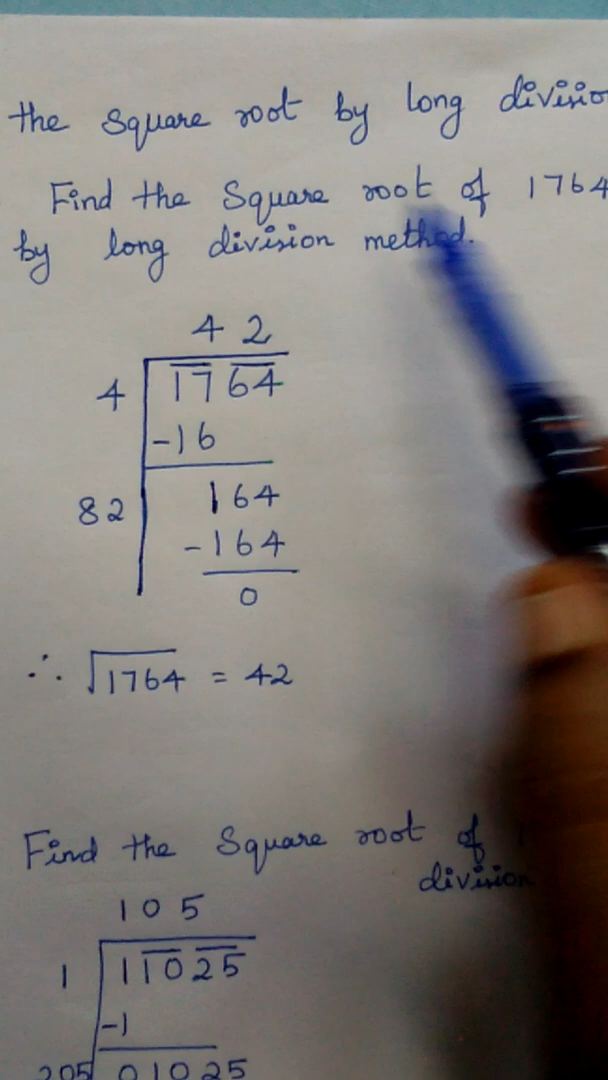 the Square root by long divisio
Find the Square root of 1764
by long division method.
4 2
4 1764
-16
82 164
-164
0
∴ √1764 = 42
Find the Square root of
division
1 0 5
1 11025
-1
205 01025